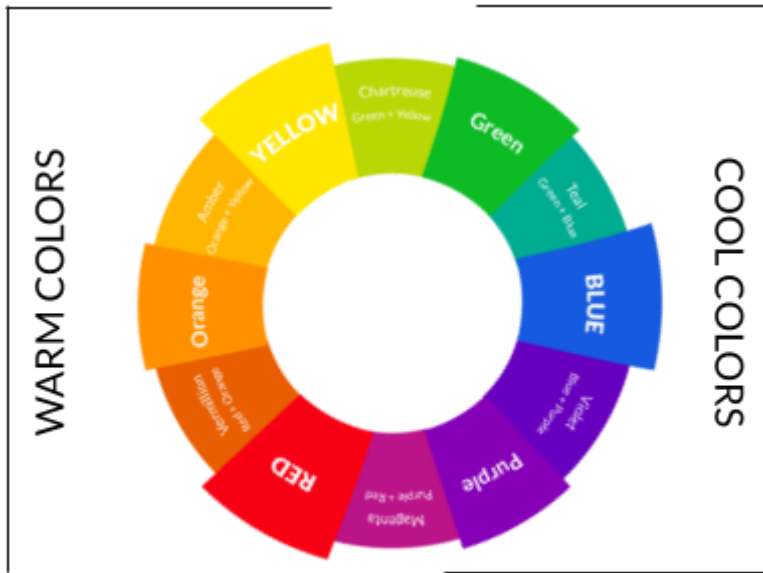 WARM COLORS
COOL COLORS
YELLOW
Chartreuse
Green + Yellow
Green
Teal
Green + Blue
BLUE
Violet
Blue + Purple
Purple
Magenta
Purple + Red
RED
Vermillion
Red + Orange
Orange
Amber
Orange + Yellow